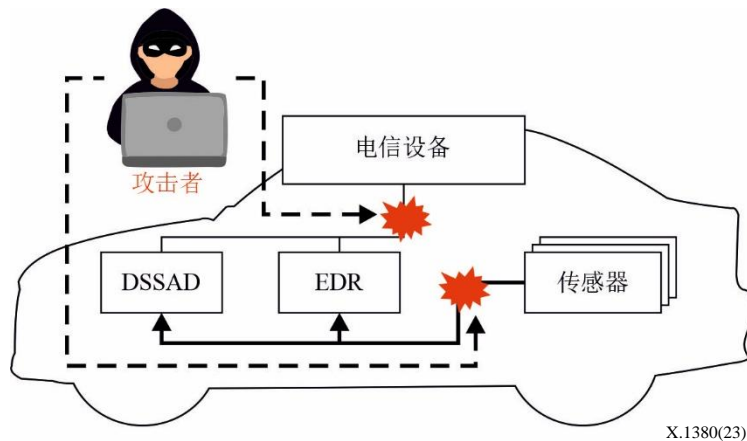 电信设备
攻击者
DSSAD
EDR
传感器
X.1380(23)